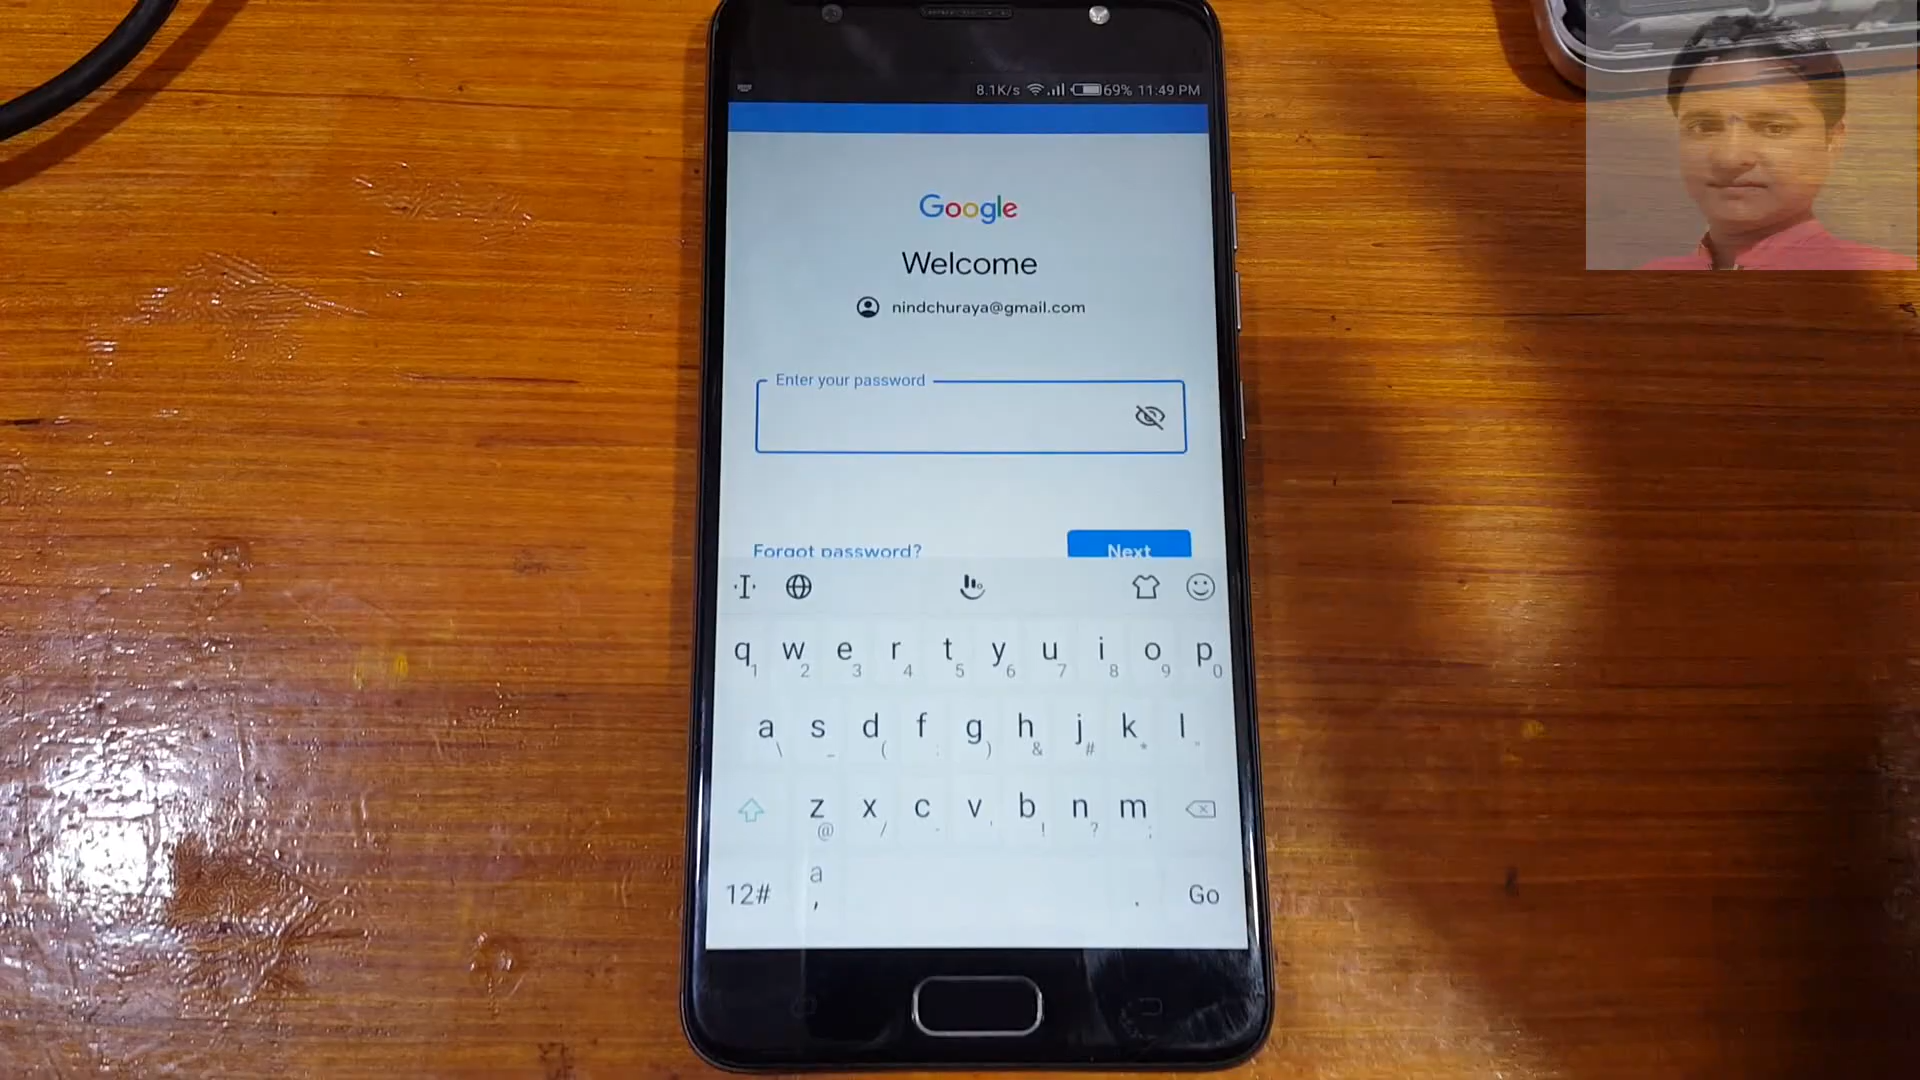 8.1K/s 69% 11:49 PM
Google
Welcome
nindchuraya@gmail.com
Enter your password
Forgot password? Next
q w e r t y u i o p
1 2 3 4 5 6 7 8 9 0
a s d f g h j k l
\ _ ( : ) & # * "
z x c v b n m
@ / - ' ! ? ;
a
12# , . Go